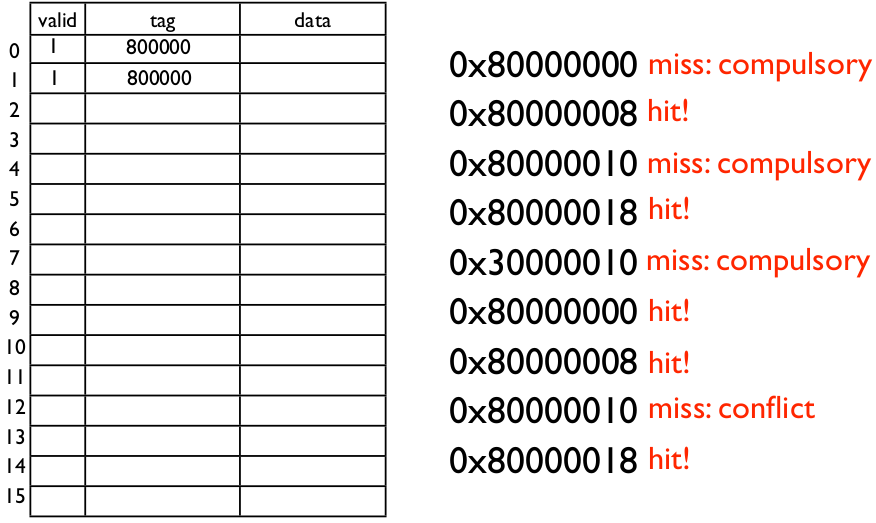 valid tag data
0 1 800000
1 1 800000
2
3
4
5
6
7
8
9
10
11
12
13
14
15
0x80000000 miss: compulsory
0x80000008 hit!
0x80000010 miss: compulsory
0x80000018 hit!
0x30000010 miss: compulsory
0x80000000 hit!
0x80000008 hit!
0x80000010 miss: conflict
0x80000018 hit!